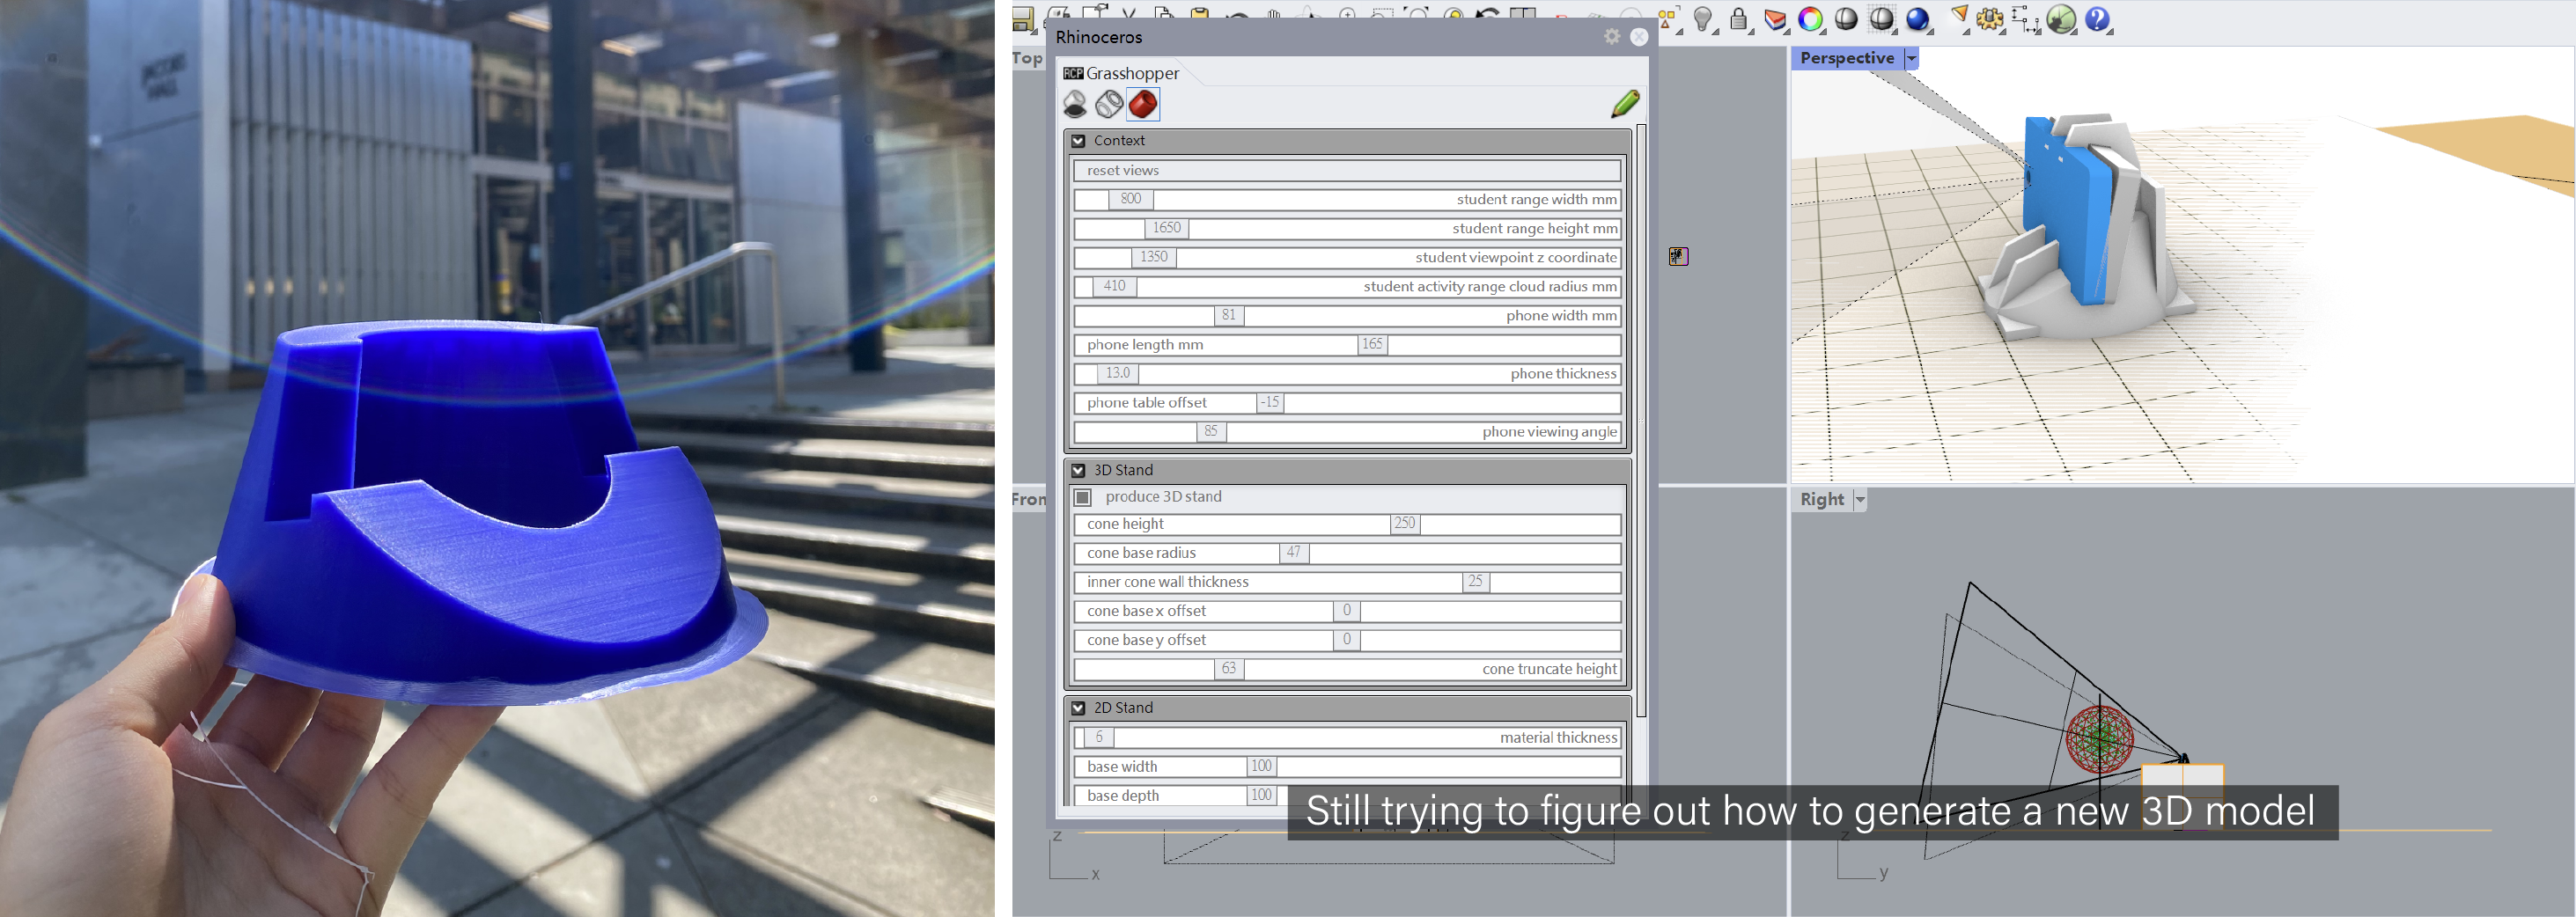 JACOBS
HALL
Rhinoceros
RCP Grasshopper
Context
reset views
800 student range width mm
1650 student range height mm
1350 student viewpoint z coordinate
410 student activity range cloud radius mm
81 phone width mm
phone length mm 165
13.0 phone thickness
phone table offset -15
85 phone viewing angle
3D Stand
produce 3D stand
cone height 250
cone base radius 47
inner cone wall thickness 25
cone base x offset 0
cone base y offset 0
63 cone truncate height
2D Stand
6 material thickness
base width 100
base depth 100
Top
Perspective
Fron
Right
Still trying to figure out how to generate a new 3D model
z
x
z
y